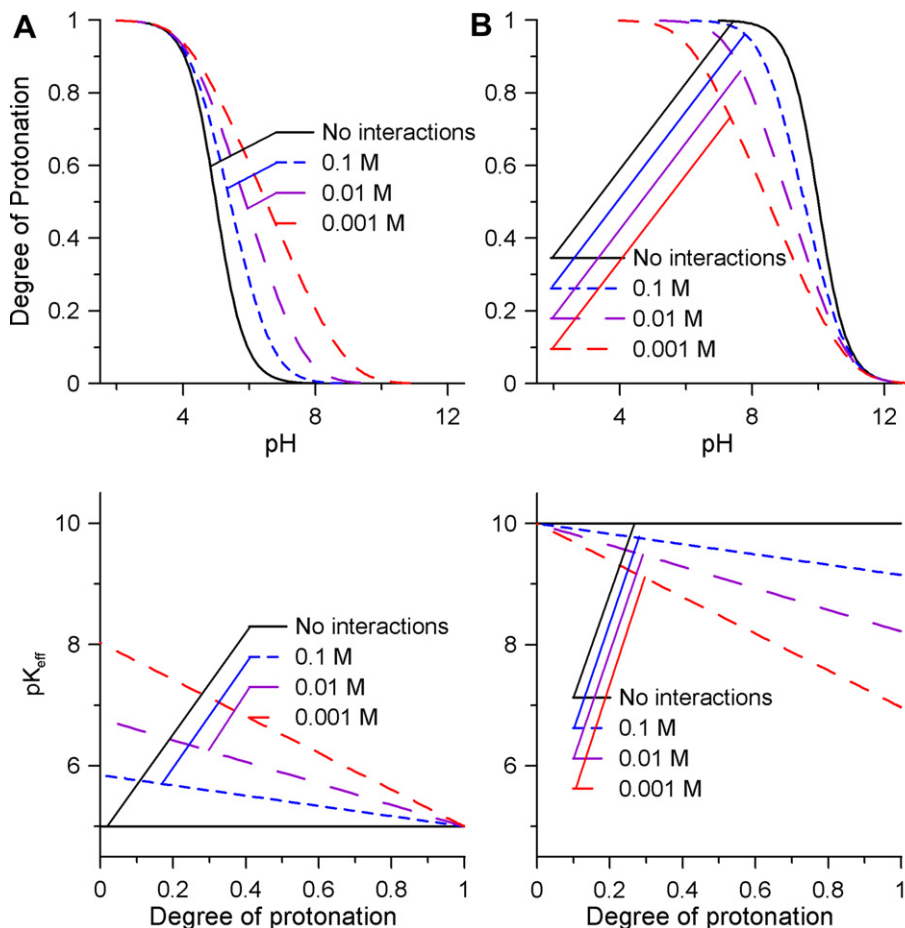 A
Degree of Protonation
1
0.8
0.6
0.4
0.2
0
No interactions
0.1 M
0.01 M
0.001 M
4
8
12
pH
B
1
0.8
0.6
0.4
0.2
0
No interactions
0.1 M
0.01 M
0.001 M
4
8
12
pH
pKeff
10
8
6
No interactions
0.1 M
0.01 M
0.001 M
0 0.2 0.4 0.6 0.8 1
Degree of protonation
10
8
6
No interactions
0.1 M
0.01 M
0.001 M
0 0.2 0.4 0.6 0.8 1
Degree of protonation